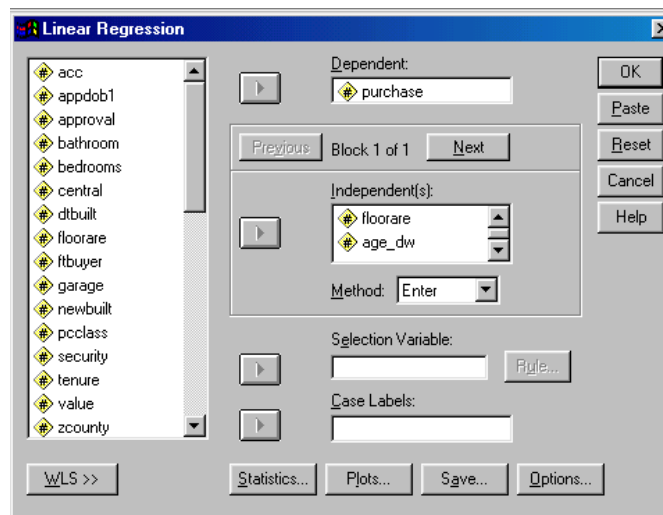 Linear Regression
acc
appdob1
approval
bathroom
bedrooms
central
dtbuilt
floorare
ftbuyer
garage
newbuilt
pcclass
security
tenure
value
zcounty
WLS >>
Dependent:
purchase
Previous Block 1 of 1 Next
Independent(s):
floorare
age_dw
Method: Enter
Selection Variable:
Rule...
Case Labels:
Statistics... Plots... Save... Options...
OK
Paste
Reset
Cancel
Help